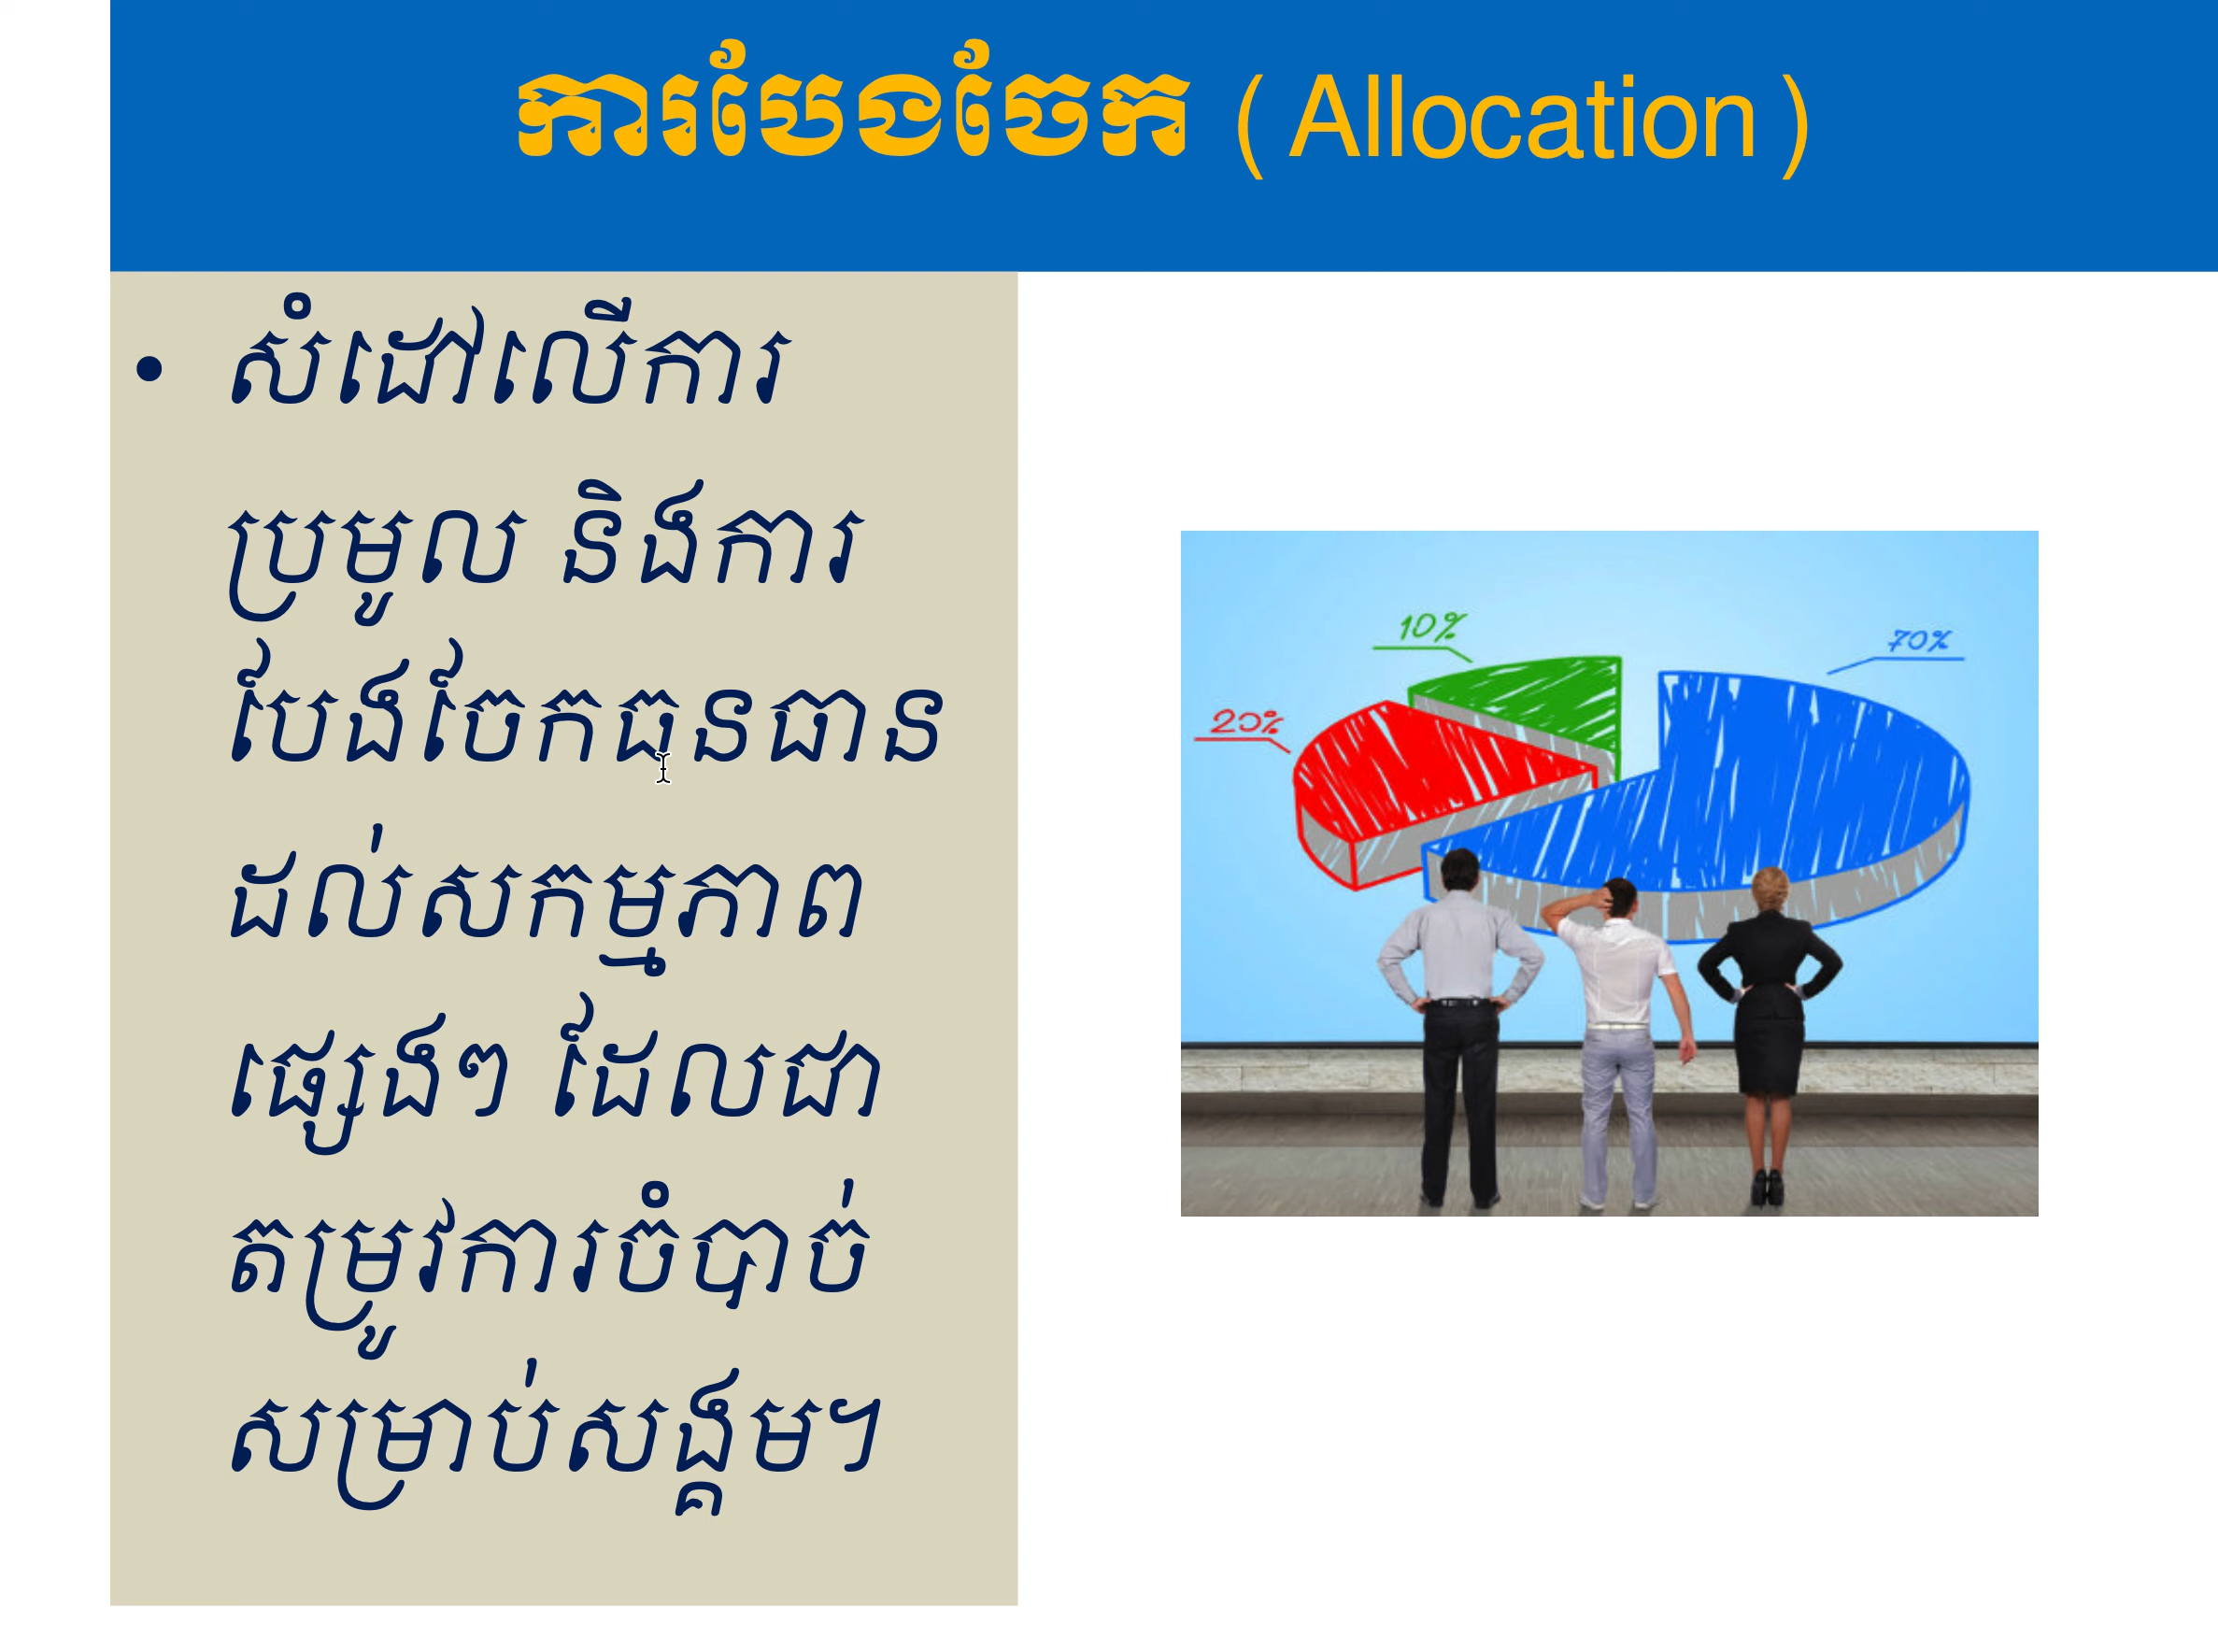 ការបែងចែក ( Allocation )
• សំដៅលើការ
ប្រមូល និងការ
បែងចែកធនធាន
ដល់សកម្មភាព
ផ្សេងៗ ដែលជា
តម្រូវការចំបាច់
សម្រាប់សង្គម។
10%
70%
20%